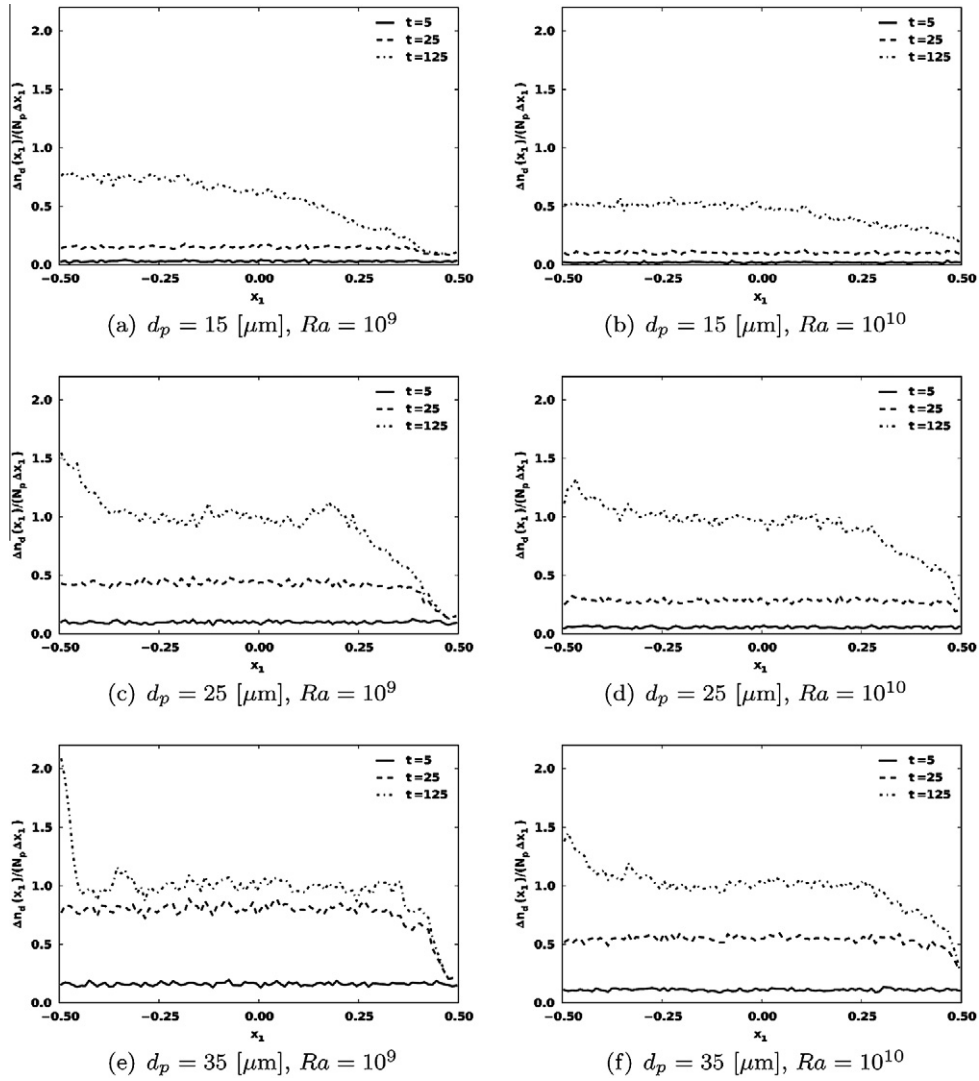 2.0
1.5
1.0
0.5
0.0
Δn_d(x_1)/(N_p Δx_1)
t=5
t=25
t=125
−0.50 −0.25 0.00 0.25 0.50
x_1
(a) d_p = 15 [μm], Ra = 10^9
2.0
1.5
1.0
0.5
0.0
Δn_d(x_1)/(N_p Δx_1)
t=5
t=25
t=125
−0.50 −0.25 0.00 0.25 0.50
x_1
(b) d_p = 15 [μm], Ra = 10^10
2.0
1.5
1.0
0.5
0.0
Δn_d(x_1)/(N_p Δx_1)
t=5
t=25
t=125
−0.50 −0.25 0.00 0.25 0.50
x_1
(c) d_p = 25 [μm], Ra = 10^9
2.0
1.5
1.0
0.5
0.0
Δn_d(x_1)/(N_p Δx_1)
t=5
t=25
t=125
−0.50 −0.25 0.00 0.25 0.50
x_1
(d) d_p = 25 [μm], Ra = 10^10
2.0
1.5
1.0
0.5
0.0
Δn_d(x_1)/(N_p Δx_1)
t=5
t=25
t=125
−0.50 −0.25 0.00 0.25 0.50
x_1
(e) d_p = 35 [μm], Ra = 10^9
2.0
1.5
1.0
0.5
0.0
Δn_d(x_1)/(N_p Δx_1)
t=5
t=25
t=125
−0.50 −0.25 0.00 0.25 0.50
x_1
(f) d_p = 35 [μm], Ra = 10^10